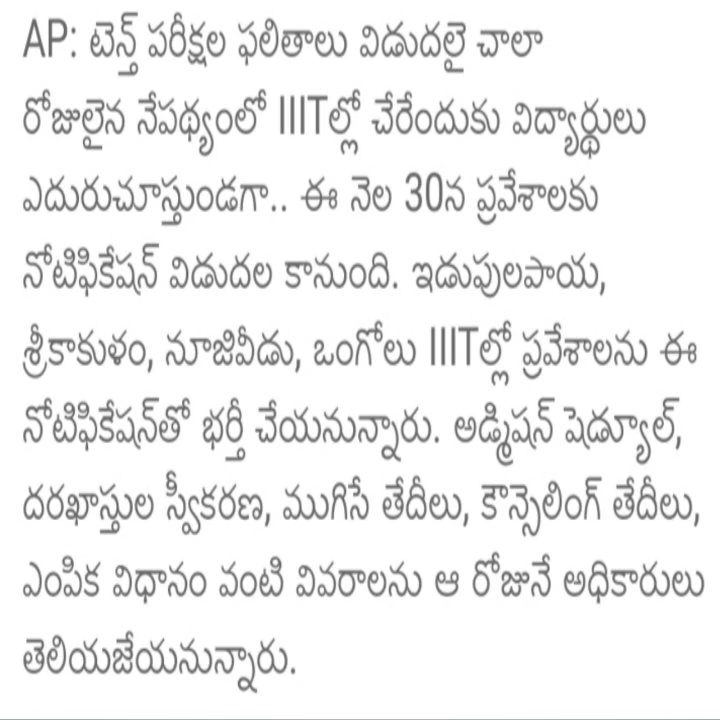 AP: టెన్త్ పరీక్షల ఫలితాలు విడుదలై చాలా
రోజులైన నేపథ్యంలో IIITల్లో చేరేందుకు విద్యార్థులు
ఎదురుచూస్తుండగా.. ఈ నెల 30న ప్రవేశాలకు
నోటిఫికేషన్ విడుదల కానుంది. ఇడుపులపాయ,
శ్రీకాకుళం, నూజివీడు, ఒంగోలు IIITల్లో ప్రవేశాలను ఈ
నోటిఫికేషన్‌తో భర్తీ చేయనున్నారు. అడ్మిషన్ షెడ్యూల్,
దరఖాస్తుల స్వీకరణ, ముగిసే తేదీలు, కౌన్సెలింగ్ తేదీలు,
ఎంపిక విధానం వంటి వివరాలను ఆ రోజునే అధికారులు
తెలియజేయనున్నారు.